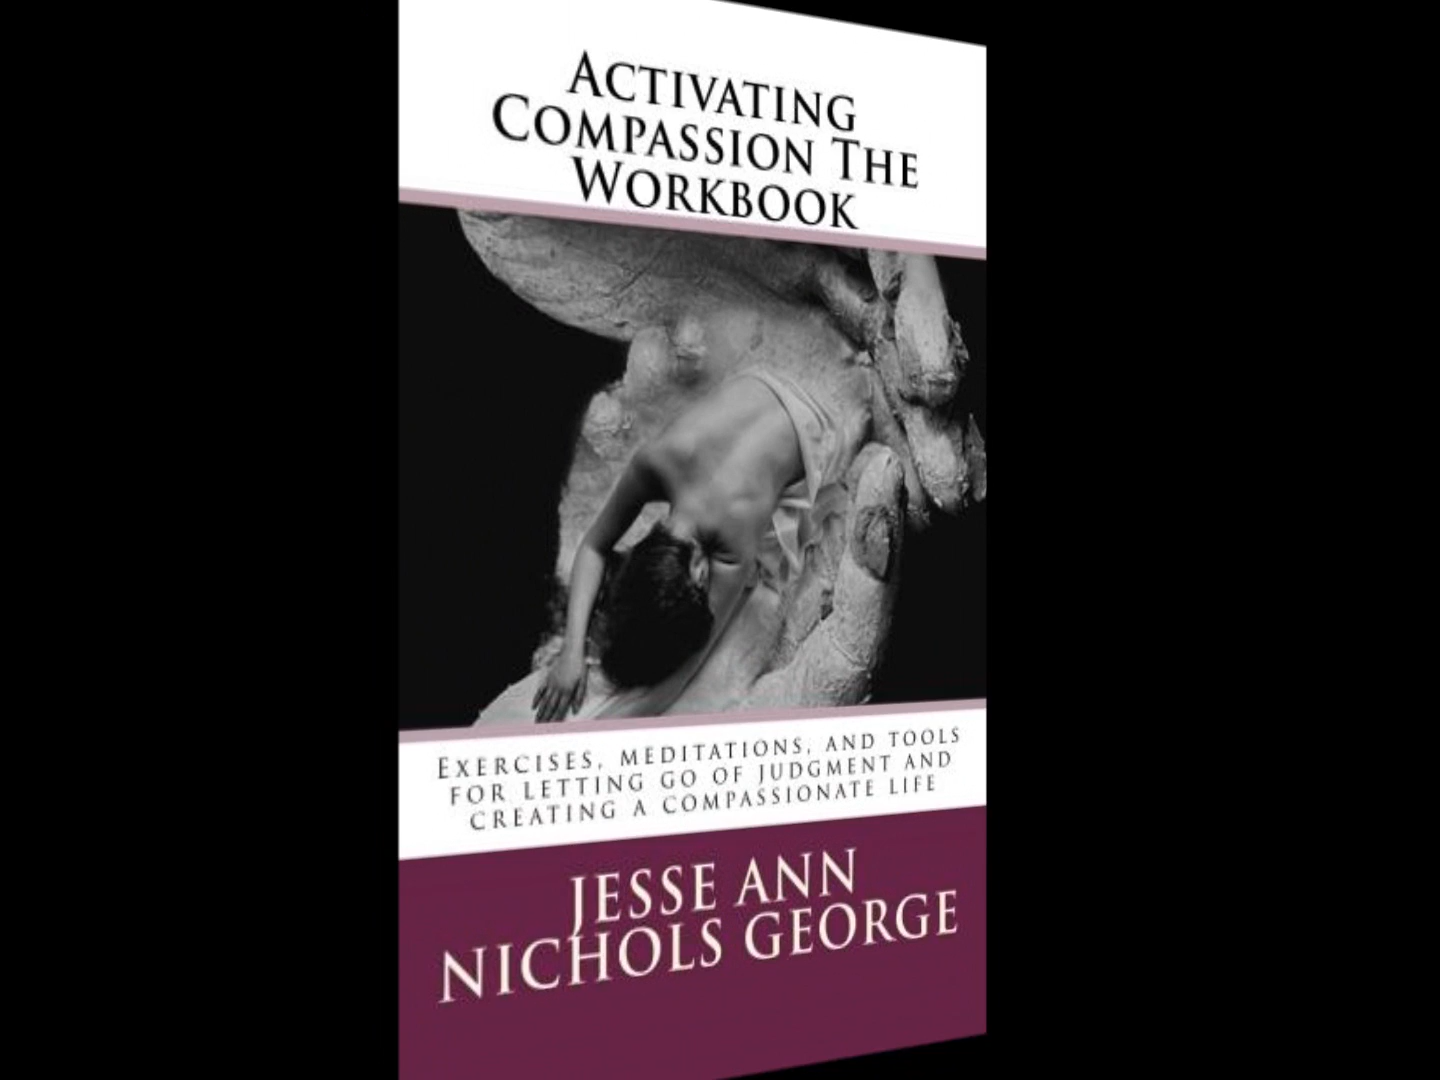 ACTIVATING
COMPASSION THE
WORKBOOK
EXERCISES, MEDITATIONS, AND TOOLS
FOR LETTING GO OF JUDGMENT AND
CREATING A COMPASSIONATE LIFE
JESSE ANN
NICHOLS GEORGE